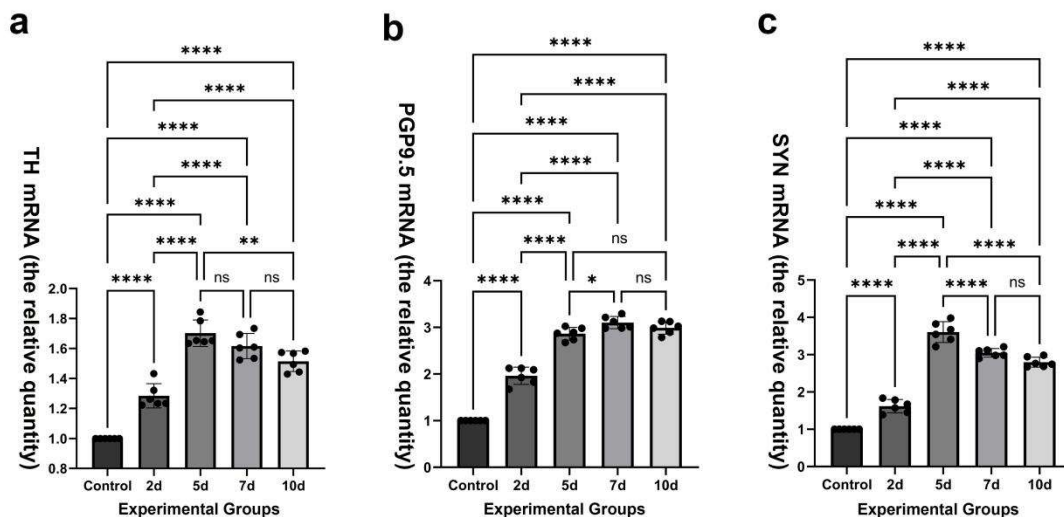 a
****
****
****
****
****
**** **
**** ns ns
TH mRNA (the relative quantity)
2.0
1.8
1.6
1.4
1.2
1.0
0.8
Control 2d 5d 7d 10d
Experimental Groups
b
****
****
****
****
****
**** ns
**** * ns
PGP9.5 mRNA (the relative quantity)
4
3
2
1
0
Control 2d 5d 7d 10d
Experimental Groups
c
****
****
****
****
****
**** ****
**** **** ns
SYN mRNA (the relative quantity)
5
4
3
2
1
0
Control 2d 5d 7d 10d
Experimental Groups